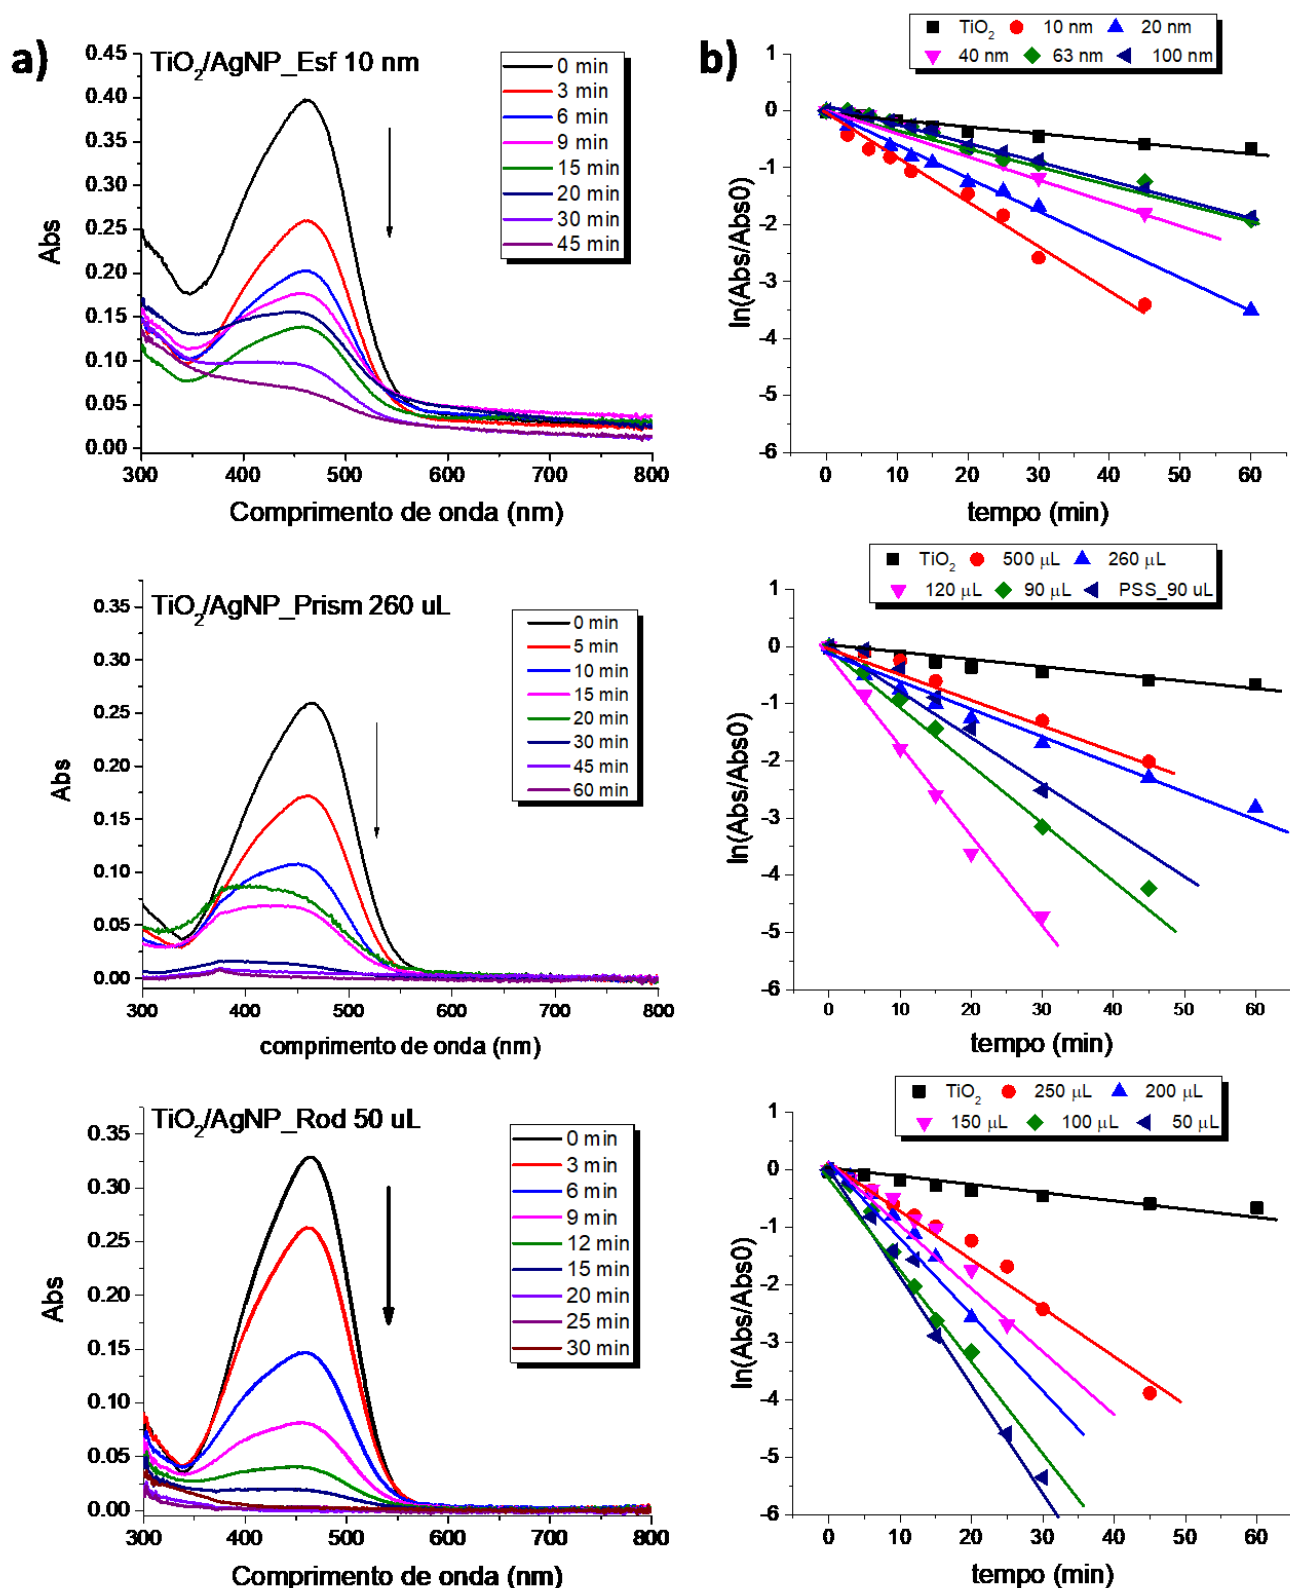 a)
TiO2/AgNP_Esf 10 nm
0 min
3 min
6 min
9 min
15 min
20 min
30 min
45 min
0.45
0.40
0.35
0.30
0.25
0.20
0.15
0.10
0.05
0.00
Abs
300 400 500 600 700 800
Comprimento de onda (nm)
b)
TiO2 10 nm 20 nm
40 nm 63 nm 100 nm
1
0
-1
-2
-3
-4
-5
-6
ln(Abs/Abs0)
0 10 20 30 40 50 60
tempo (min)
TiO2/AgNP_Prism 260 uL
0 min
5 min
10 min
15 min
20 min
30 min
45 min
60 min
0.35
0.30
0.25
0.20
0.15
0.10
0.05
0.00
Abs
300 400 500 600 700 800
comprimento de onda (nm)
TiO2 500 μL 260 μL
120 μL 90 μL PSS_90 uL
1
0
-1
-2
-3
-4
-5
-6
ln(Abs/Abs0)
0 10 20 30 40 50 60
tempo (min)
TiO2/AgNP_Rod 50 uL
0 min
3 min
6 min
9 min
12 min
15 min
20 min
25 min
30 min
0.35
0.30
0.25
0.20
0.15
0.10
0.05
0.00
Abs
300 400 500 600 700 800
Comprimento de onda (nm)
TiO2 250 μL 200 μL
150 μL 100 μL 50 μL
1
0
-1
-2
-3
-4
-5
-6
ln(Abs/Abs0)
0 10 20 30 40 50 60
tempo (min)